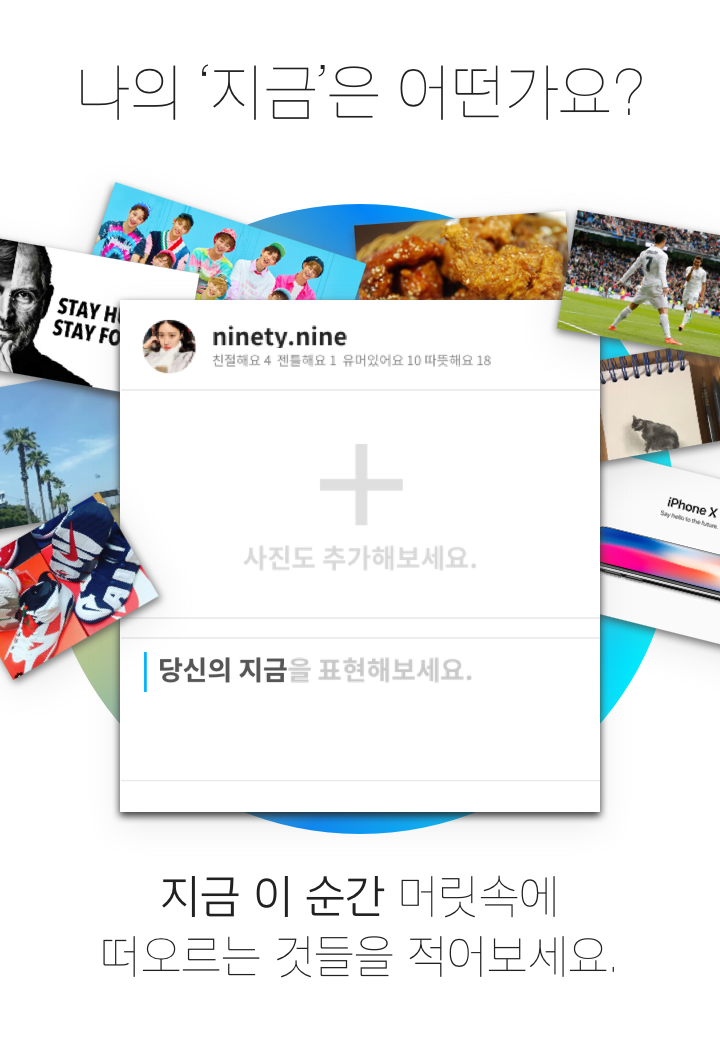 나의 ‘지금’은 어떤가요?
STAY HU
STAY FO
ninety.nine
친절해요 4 젠틀해요 1 유머있어요 10 따뜻해요 18
iPhone X
Say hello to the future.
사진도 추가해보세요.
당신의 지금을 표현해보세요.
지금 이 순간 머릿속에
떠오르는 것들을 적어보세요.